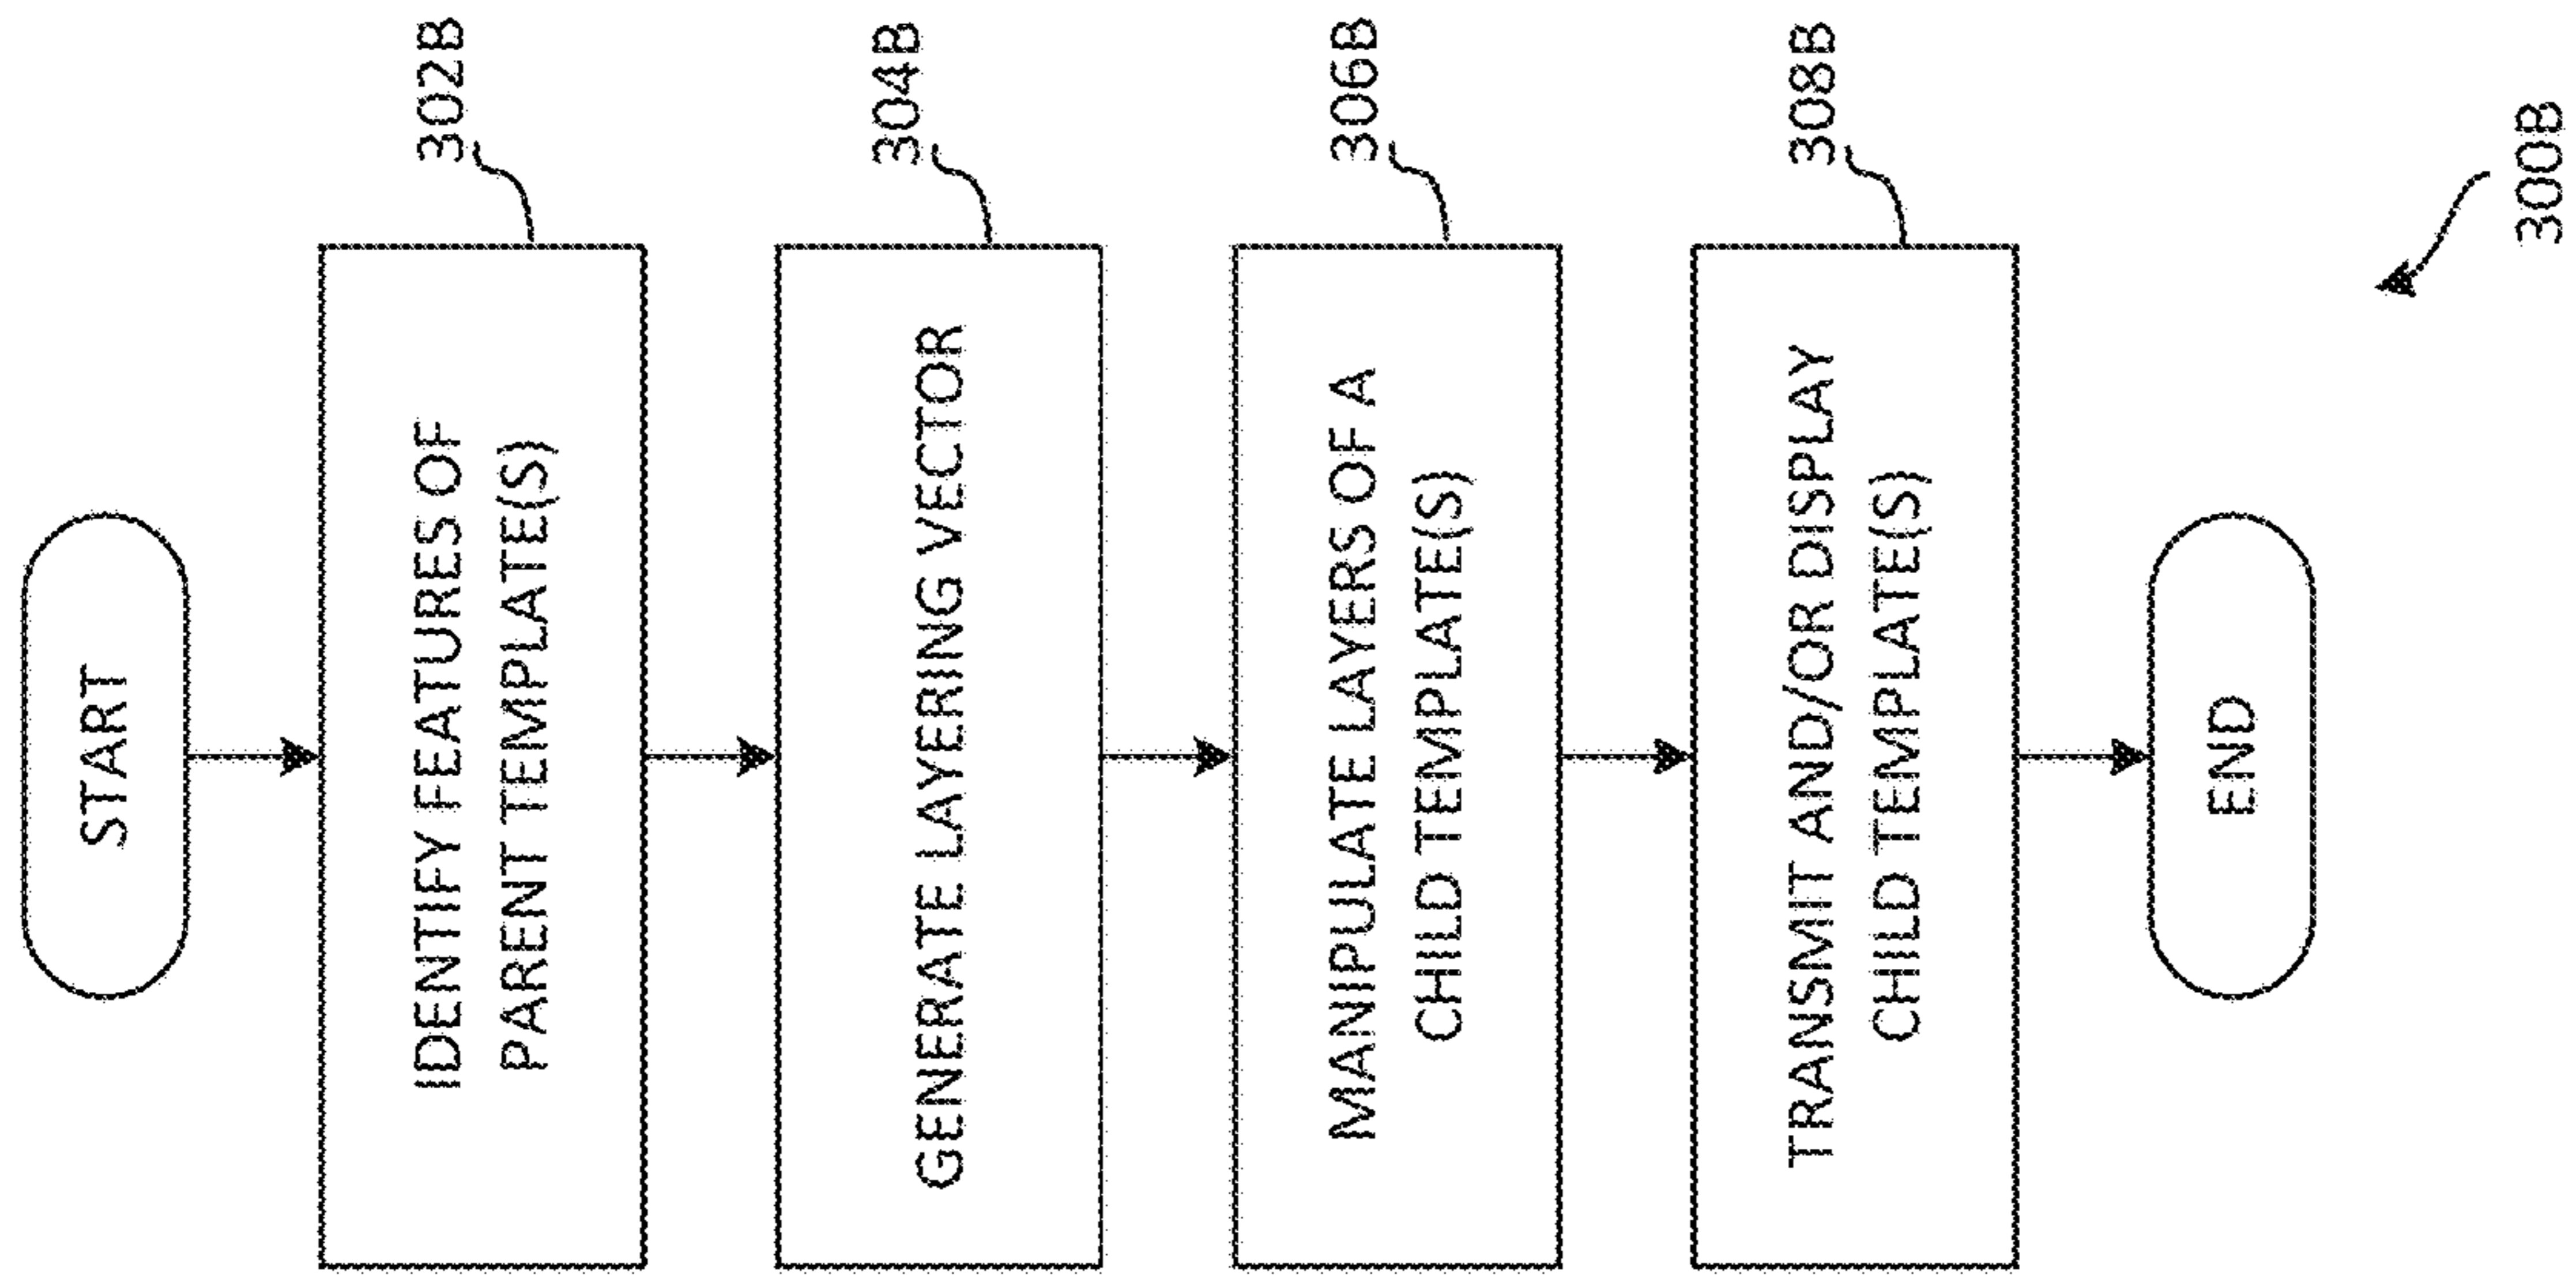 START
302B
IDENTIFY FEATURES OF
PARENT TEMPLATE(S)
304B
GENERATE LAYERING VECTOR
306B
MANIPULATE LAYERS OF A
CHILD TEMPLATE(S)
308B
TRANSMIT AND/OR DISPLAY
CHILD TEMPLATE(S)
END
300B